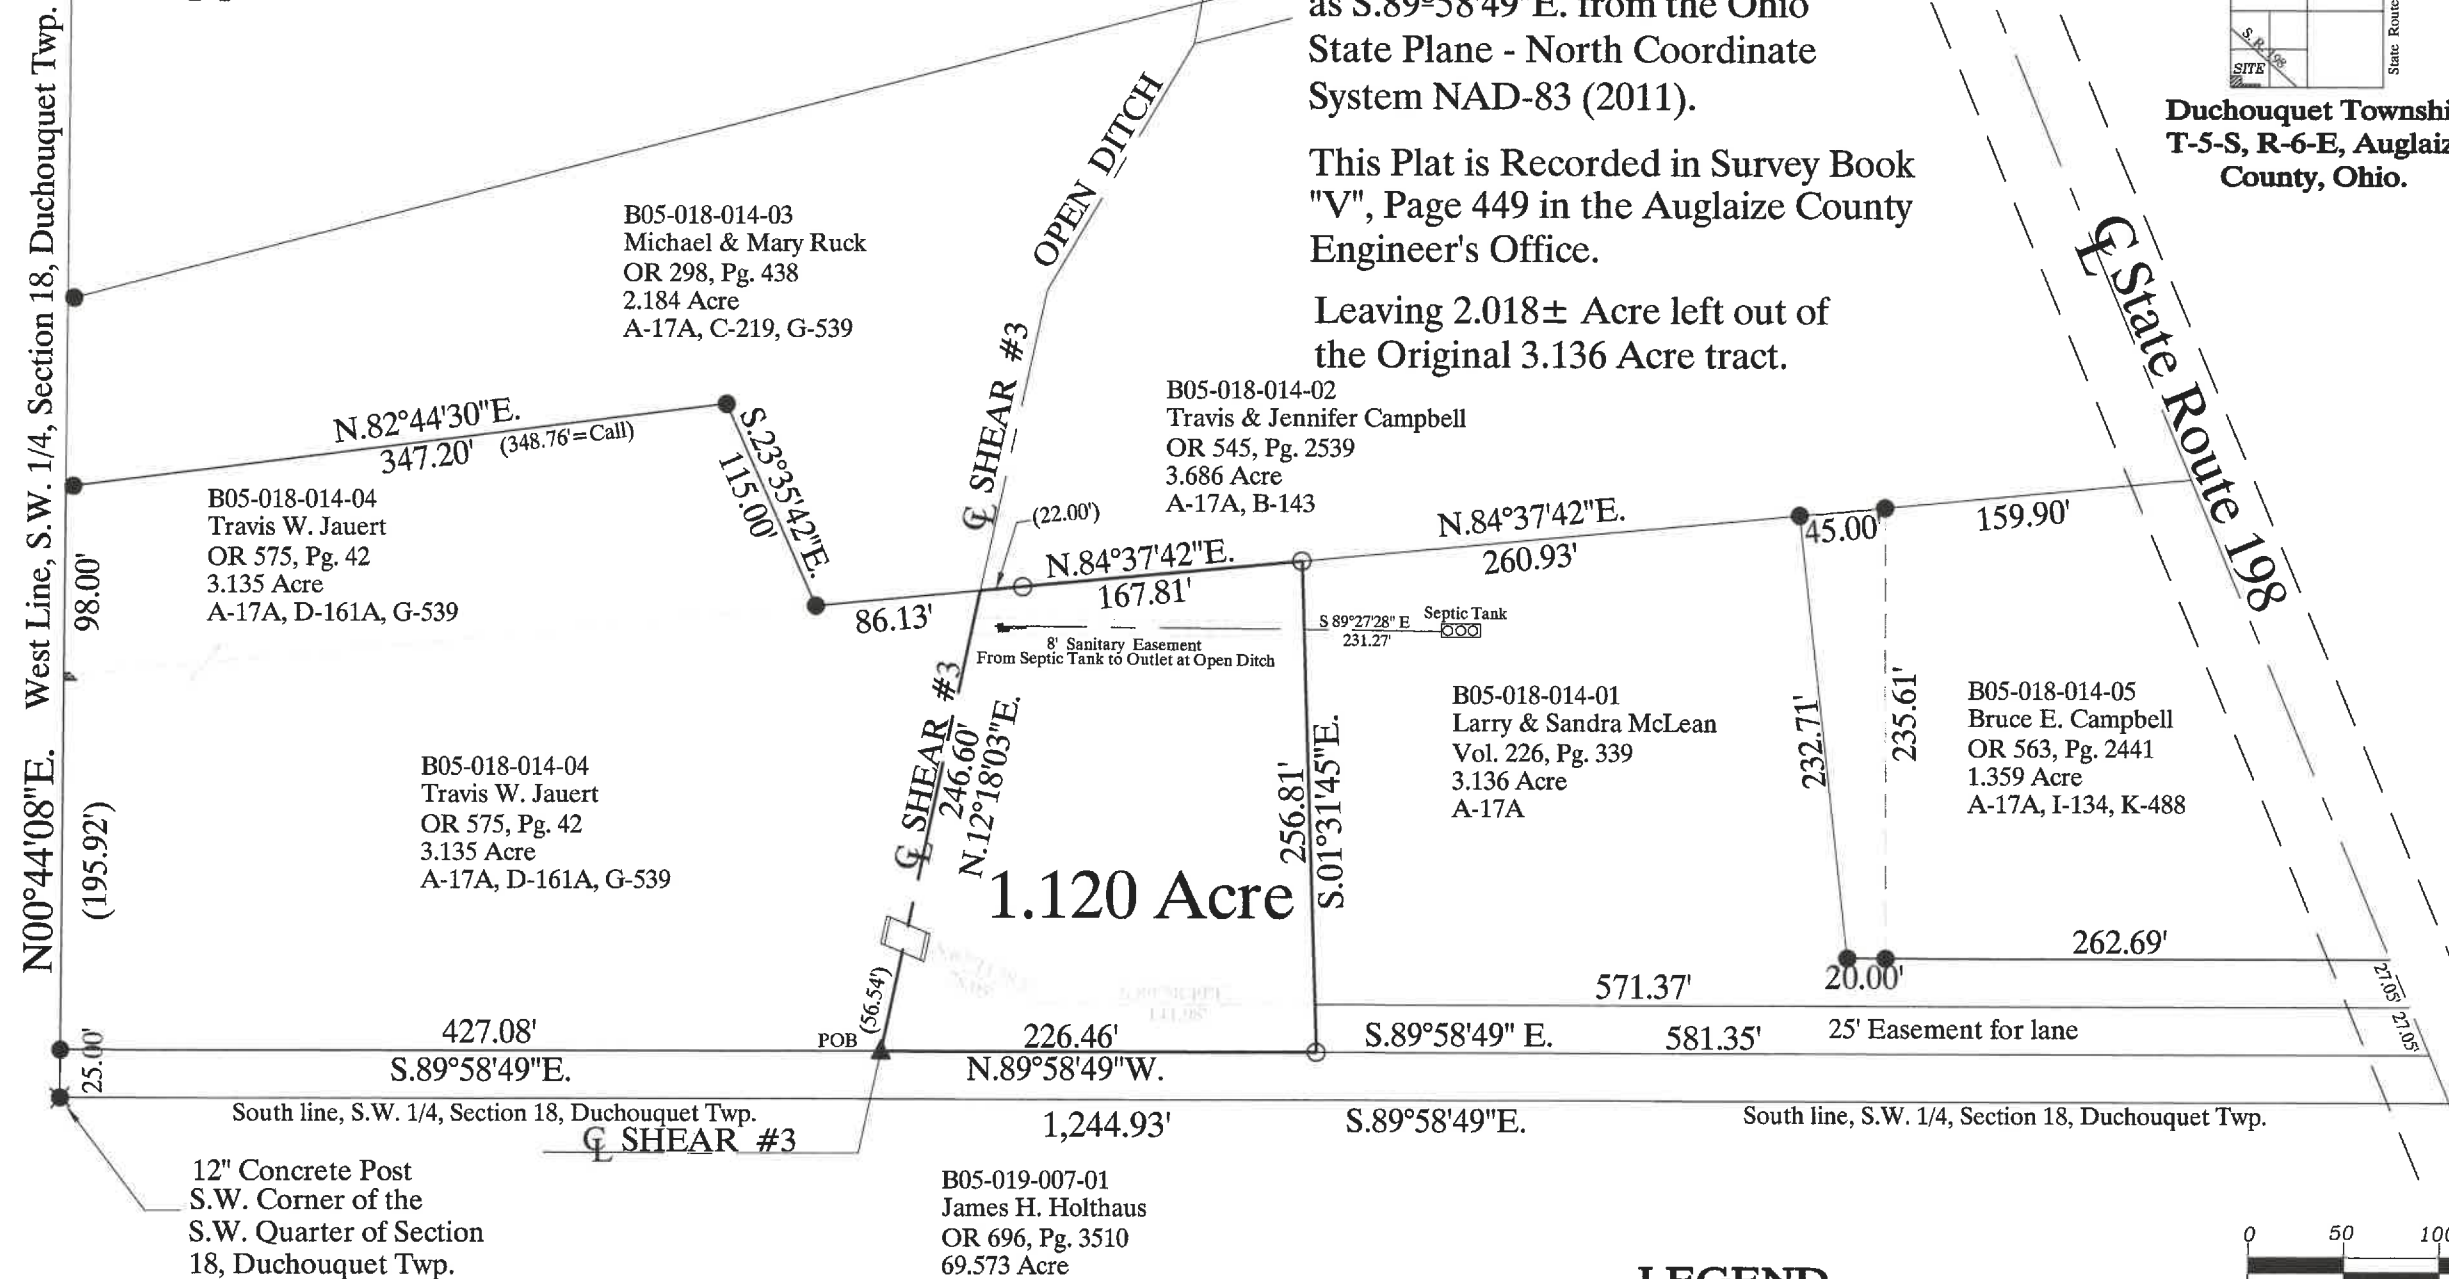 as S.89º58'49"E. from the Ohio
State Plane - North Coordinate
System NAD-83 (2011).
This Plat is Recorded in Survey Book
"V", Page 449 in the Auglaize County
Engineer's Office.
Leaving 2.018± Acre left out of
the Original 3.136 Acre tract.
S.R. 198
SITE
State Route
Duchouquet Townshi
T-5-S, R-6-E, Auglaiz
County, Ohio.
N00°44'08"E. West Line, S.W. 1/4, Section 18, Duchouquet Twp.
B05-018-014-03
Michael & Mary Ruck
OR 298, Pg. 438
2.184 Acre
A-17A, C-219, G-539
OPEN DITCH
℄ SHEAR #3
℄ State Route 198
B05-018-014-02
Travis & Jennifer Campbell
OR 545, Pg. 2539
3.686 Acre
A-17A, B-143
N.82°44'30"E.
347.20' (348.76'=Call)
S.23°35'42"E.
115.00'
B05-018-014-04
Travis W. Jauert
OR 575, Pg. 42
3.135 Acre
A-17A, D-161A, G-539
98.00'
(22.00')
86.13'
N.84°37'42"E.
167.81'
N.84°37'42"E.
260.93'
45.00'
159.90'
8' Sanitary Easement
From Septic Tank to Outlet at Open Ditch
S 89°27'28" E
231.27'
Septic Tank
℄ SHEAR #3
246.60'
N.12°18'03"E.
256.81'
S.01°31'45"E.
B05-018-014-01
Larry & Sandra McLean
Vol. 226, Pg. 339
3.136 Acre
A-17A
232.71'
235.61'
B05-018-014-05
Bruce E. Campbell
OR 563, Pg. 2441
1.359 Acre
A-17A, I-134, K-488
B05-018-014-04
Travis W. Jauert
OR 575, Pg. 42
3.135 Acre
A-17A, D-161A, G-539
(195.92')
1.120 Acre
20.00'
262.69'
27.05'
27.05'
571.37'
25.00'
427.08'
S.89°58'49"E.
POB
(56.54')
226.46'
N.89°58'49"W.
S.89°58'49" E.
581.35'
25' Easement for lane
South line, S.W. 1/4, Section 18, Duchouquet Twp.
℄ SHEAR #3
1,244.93'
S.89°58'49"E.
South line, S.W. 1/4, Section 18, Duchouquet Twp.
12" Concrete Post
S.W. Corner of the
S.W. Quarter of Section
18, Duchouquet Twp.
B05-019-007-01
James H. Holthaus
OR 696, Pg. 3510
69.573 Acre
LEGEND
0 50 100